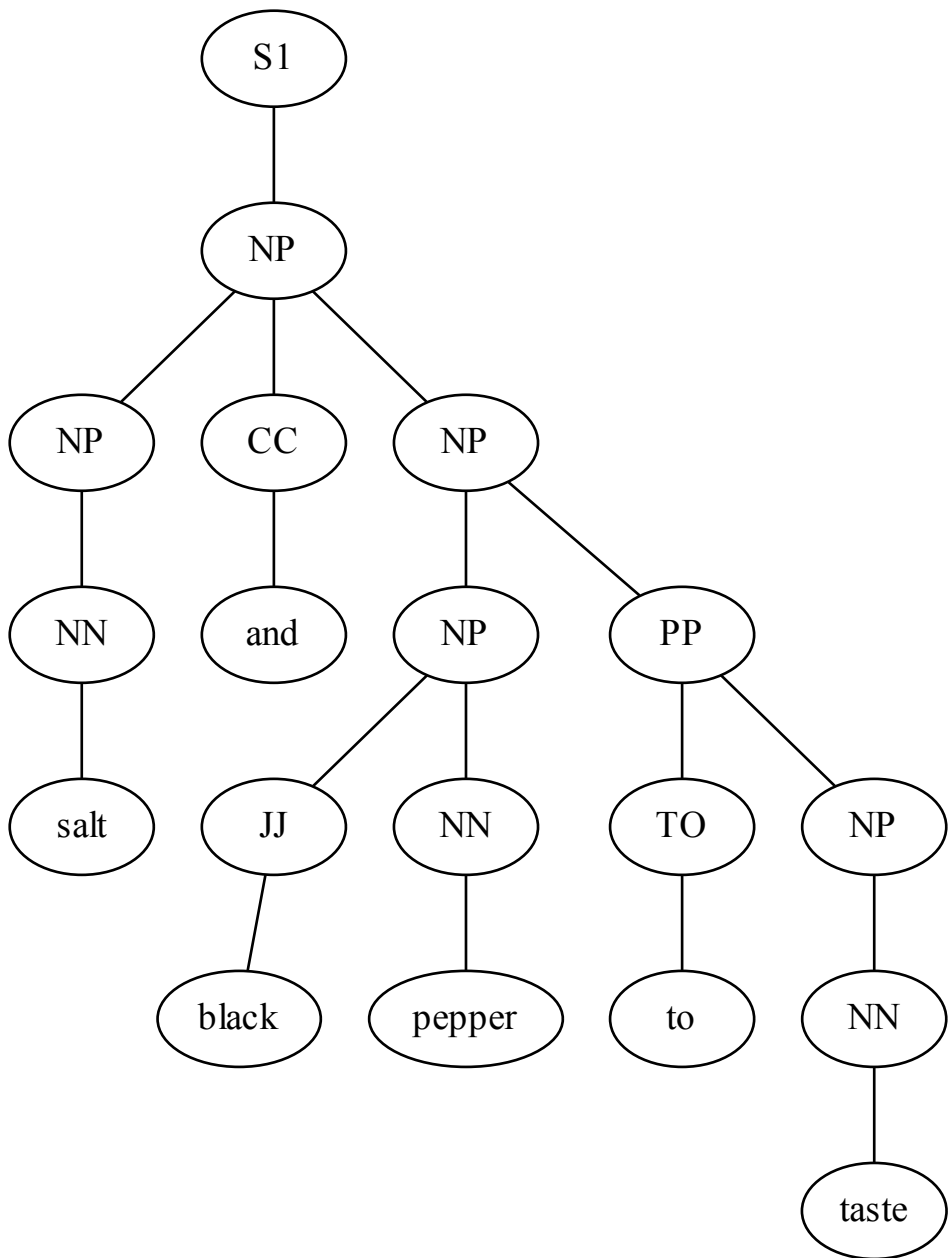 S1
NP
NP CC NP
NN and NP PP
salt JJ NN TO NP
black pepper to NN
taste